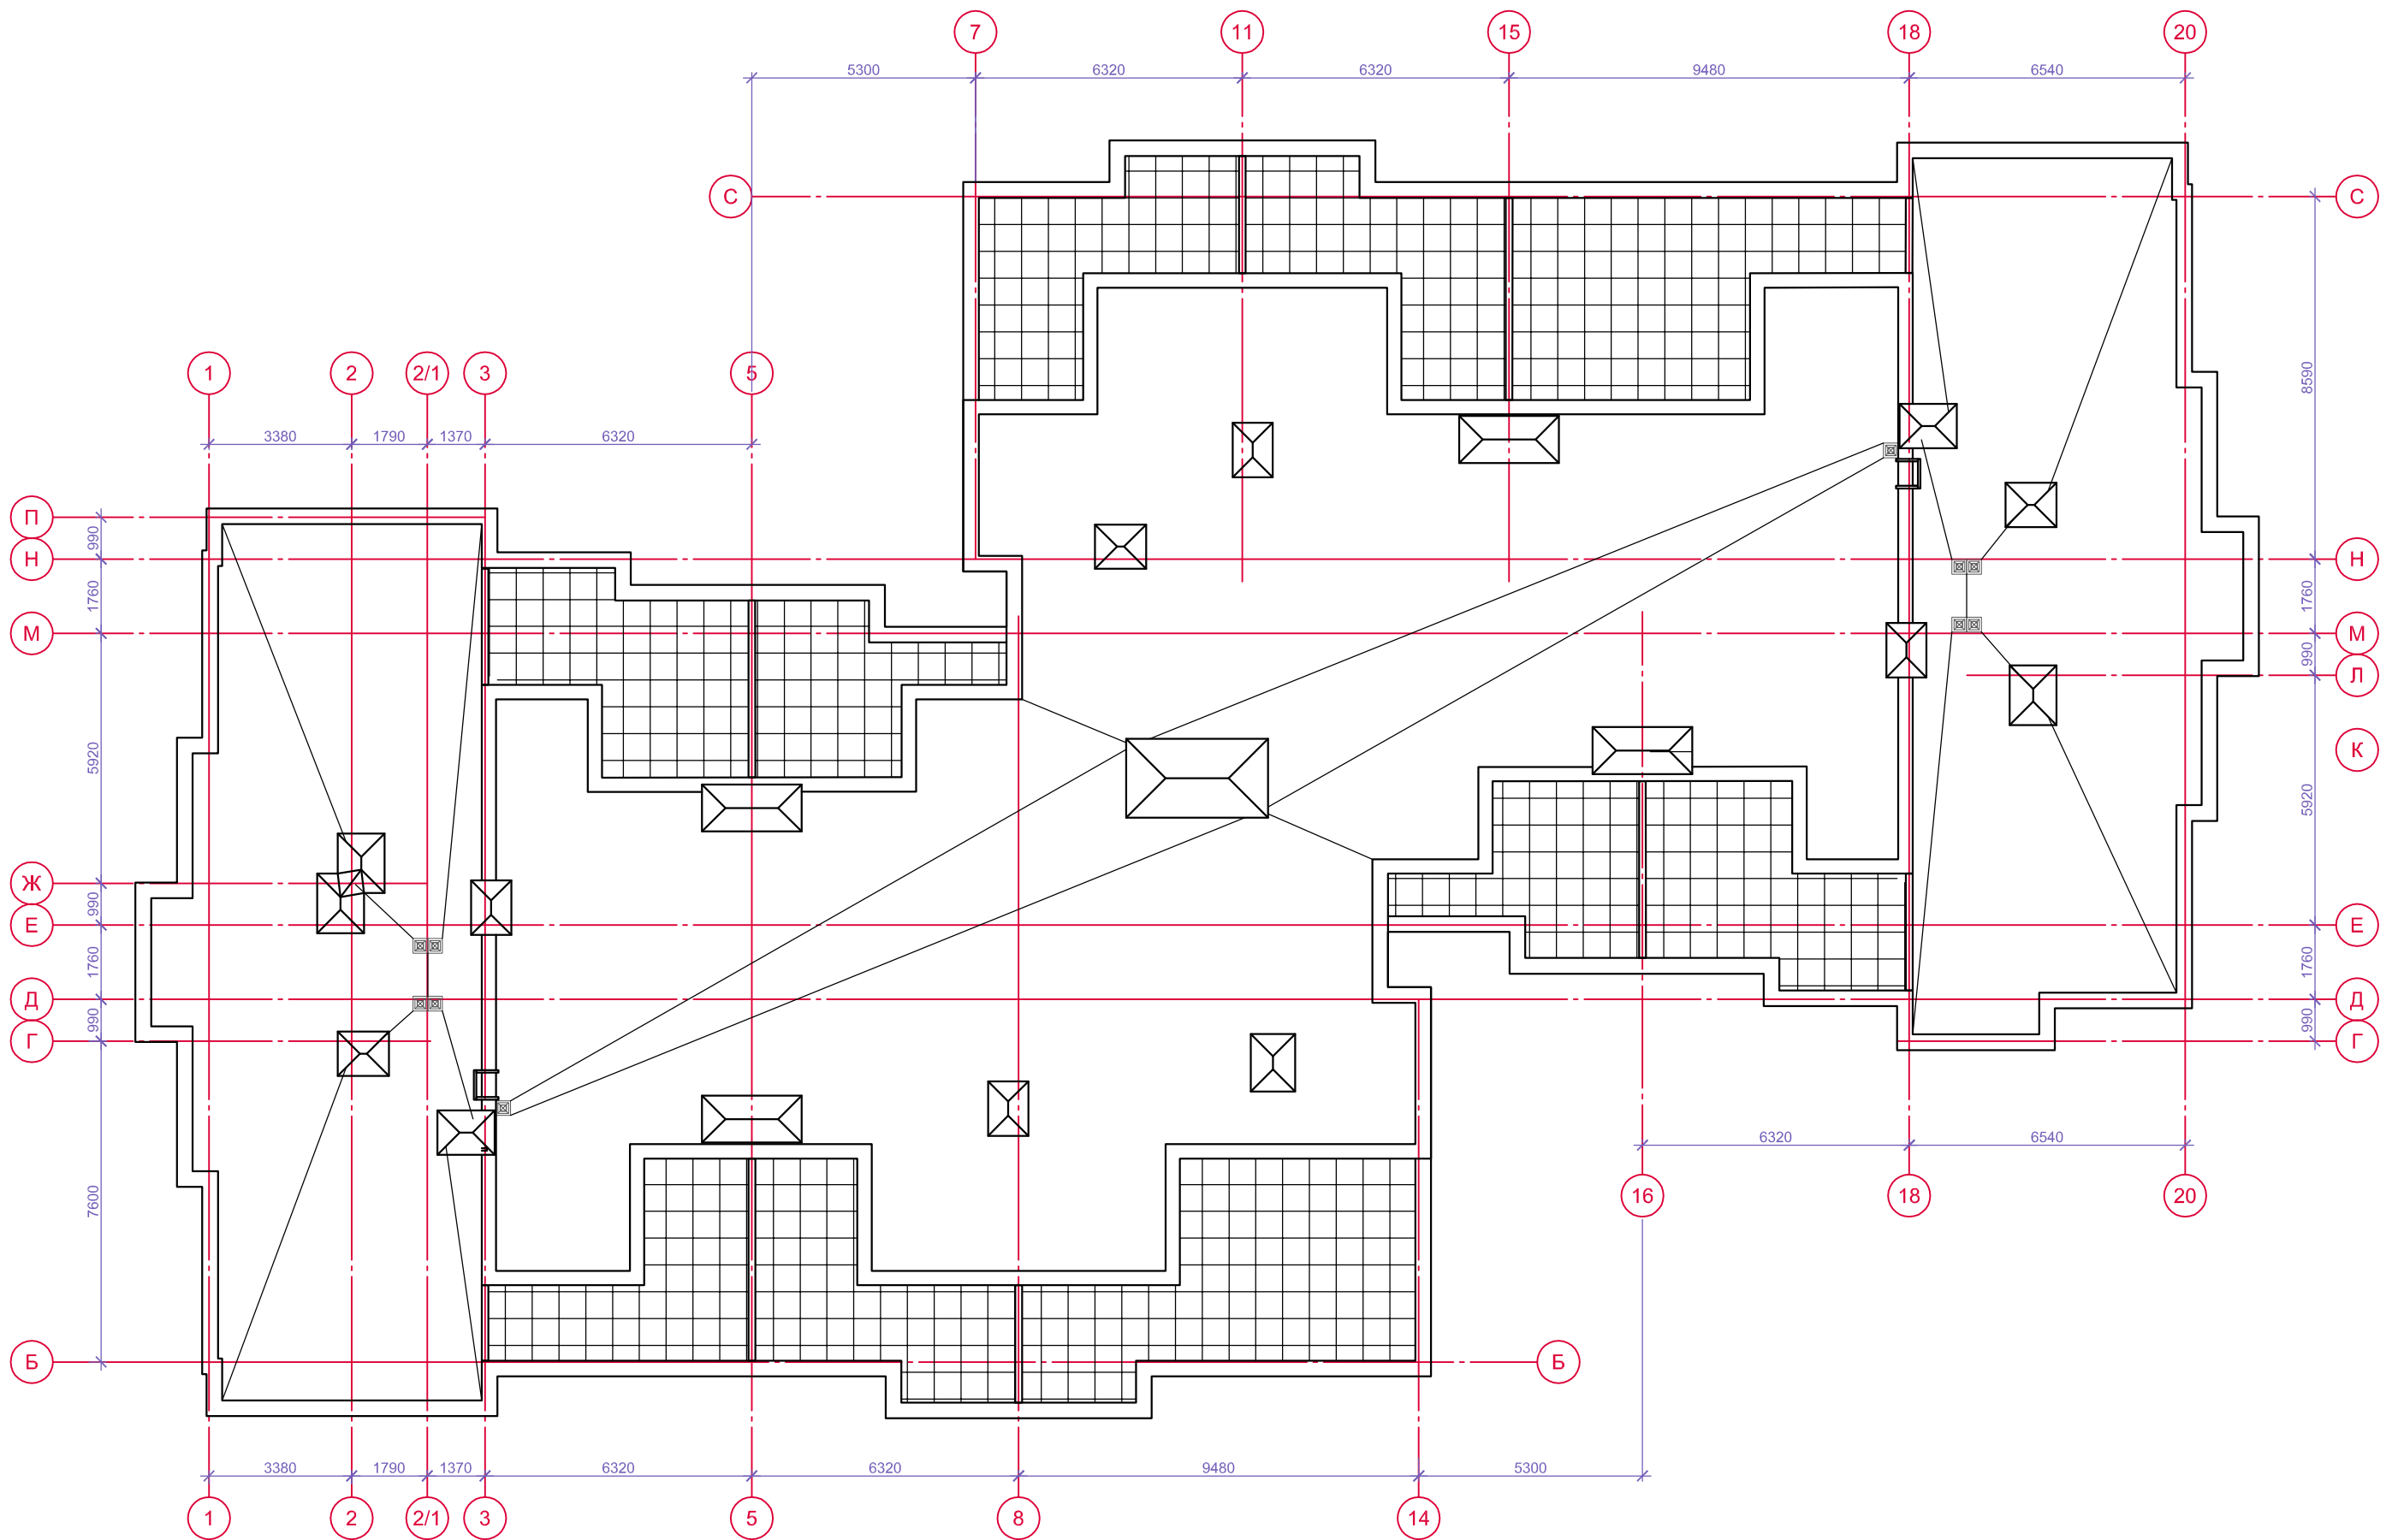 7 11 15 18 20
5300 6320 6320 9480 6540
С С
8590
1 2 2/1 3 5
3380 1790 1370 6320
П
990
Н Н
1760 1760
М М
990
Л
5920
К
5920
Ж
990
Е Е
1760 1760
Д Д
990 990
Г Г
6320 6540
7600
16 18 20
Б Б
3380 1790 1370 6320 6320 9480 5300
1 2 2/1 3 5 8 14